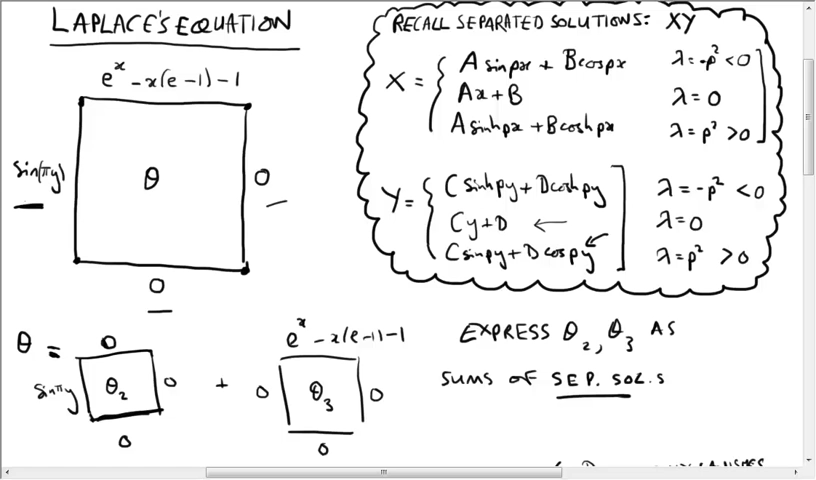 LAPLACE'S EQUATION
e^x - x(e-1) - 1
sin(πy)
θ
0
0
RECALL SEPARATED SOLUTIONS: XY
X = { A sin px + B cos px    λ = -p² < 0
Ax + B    λ = 0
A sinh px + B cosh px    λ = p² > 0
Y = { C sinh py + D cosh py    λ = -p² < 0
Cy + D ←    λ = 0
C sin py + D cos py    λ = p² > 0
θ =
0
sin πy
θ₂
0
0
+
e^x - x(e-1) - 1
0
θ₃
0
0
EXPRESS θ₂, θ₃ AS
SUMS OF SEP. SOL.S